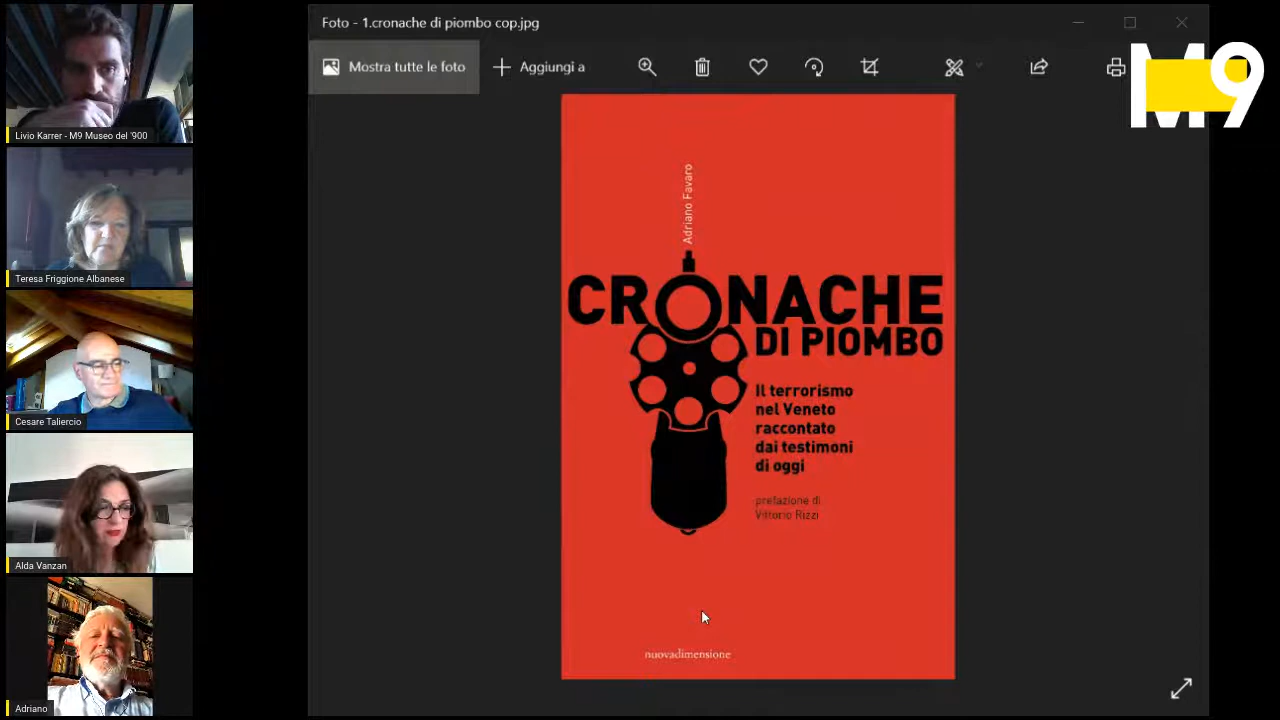 Foto - 1.cronache di piombo cop.jpg
Mostra tutte le foto
Aggiungi a
M9
Livio Karrer - M9 Museo del '900
Teresa Friggione Albanese
Cesare Taliercio
Alda Vanzan
Adriano
Adriano Favaro
CRONACHE
DI PIOMBO
Il terrorismo
nel Veneto
raccontato
dai testimoni
di oggi
prefazione di
Vittorio Rizzi
nuovadimensione